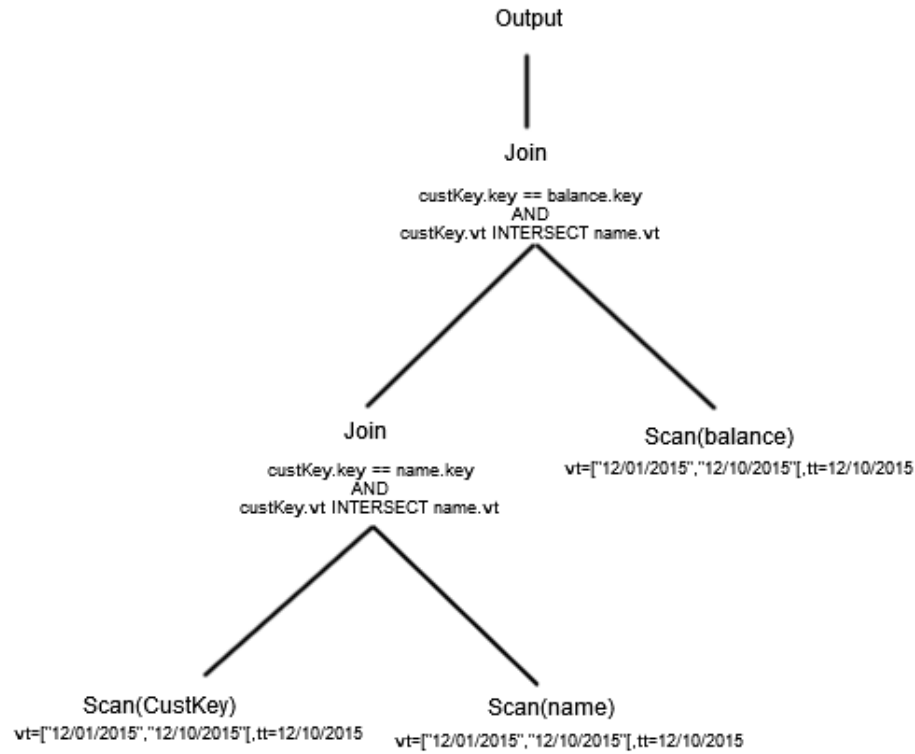 Output
Join
custKey.key == balance.key
AND
custKey.vt INTERSECT name.vt
Join
custKey.key == name.key
AND
custKey.vt INTERSECT name.vt
Scan(balance)
vt=["12/01/2015","12/10/2015"[,tt=12/10/2015
Scan(CustKey)
vt=["12/01/2015","12/10/2015"[,tt=12/10/2015
Scan(name)
vt=["12/01/2015","12/10/2015"[,tt=12/10/2015